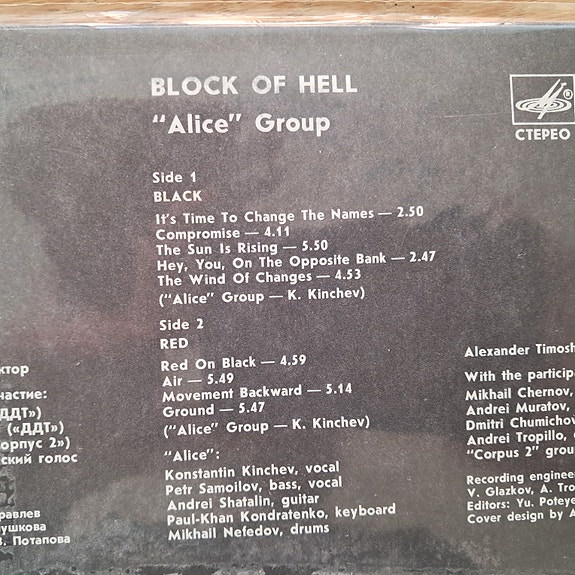 BLOCK OF HELL
“Alice” Group
®
СТЕРЕО
Side 1
BLACK
It's Time To Change The Names — 2.50
Compromise — 4.11
The Sun Is Rising — 5.50
Hey, You, On The Opposite Bank — 2.47
The Wind Of Changes — 4.53
(“Alice” Group — K. Kinchev)
Side 2
RED
Red On Black — 4.59
Air — 5.49
Movement Backward — 5.14
Ground — 5.47
(“Alice” Group — K. Kinchev)
“Alice”:
Konstantin Kinchev, vocal
Petr Samoilov, bass, vocal
Andrei Shatalin, guitar
Paul-Khan Kondratenko, keyboard
Mikhail Nefedov, drums
ктор
частие:
ДДТ»)
(«ДДТ»)
орпус 2»)
ский голос
равлев
ушкова
В. Потапова
Alexander Timosh
With the particip
Mikhail Chernov,
Andrei Muratov,
Dmitri Chumichov
Andrei Tropillo,
“Corpus 2” grou
Recording enginee
V. Glazkov, A. Tro
Editors: Yu. Poteye
Cover design by A